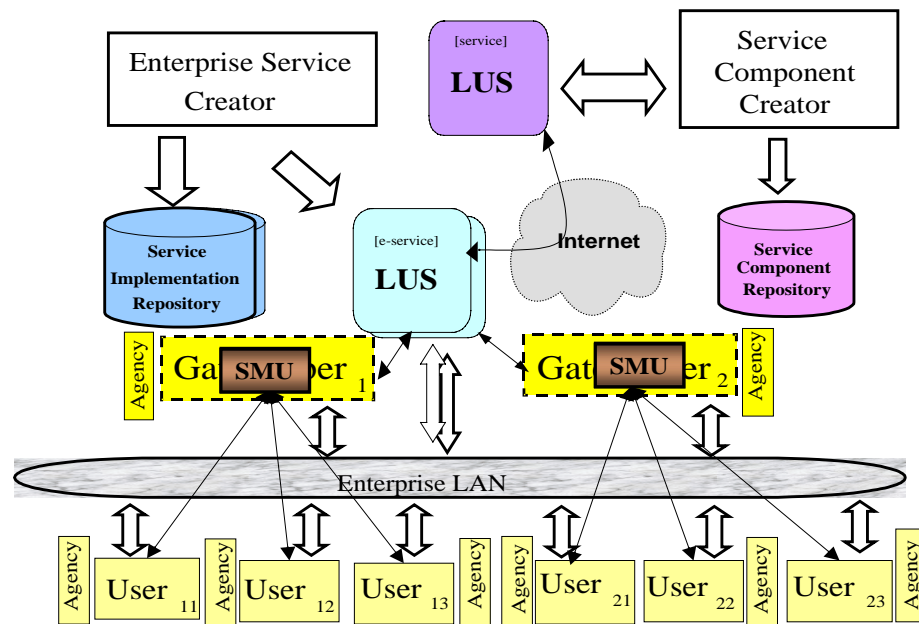 Enterprise Service
Creator
[service]
LUS
Service
Component
Creator
Service
Implementation
Repository
[e-service]
LUS
Internet
Service
Component
Repository
Agency
SMU
1
SMU
2
Agency
Enterprise LAN
Agency
User 11
Agency
User 12
User 13
Agency
Agency
User 21
User 22
Agency
User 23
Agency